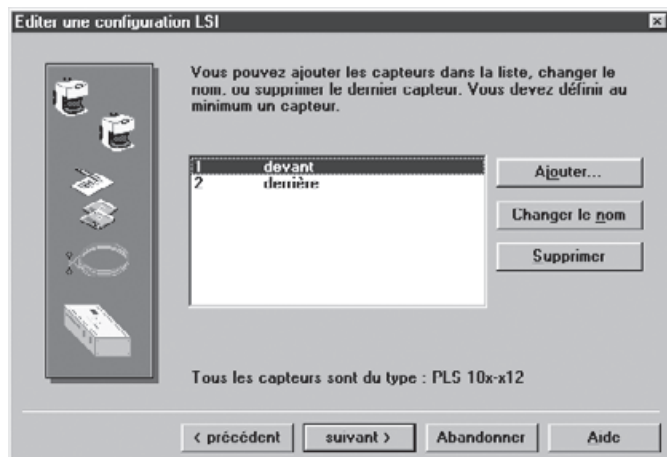 Editer une configuration LSI
Vous pouvez ajouter les capteurs dans la liste, changer le
nom, ou supprimer le dernier capteur. Vous devez définir au
minimum un capteur.
1 devant
2 derrière
Ajouter...
Changer le nom
Supprimer
Tous les capteurs sont du type : PLS 10x-x12
< précédent
suivant >
Abandonner
Aide